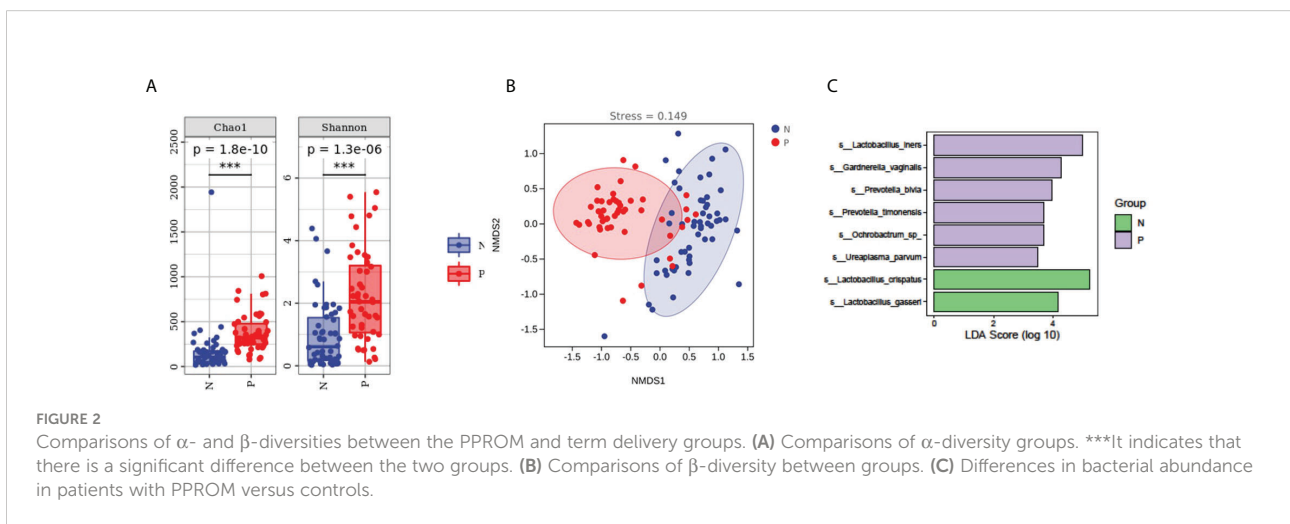 A
B
C
Chao1
Shannon
p = 1.8e-10
***
p = 1.3e-06
***
2500
20000
1500
1000
500
0
6
4
2
0
N
P
N
P
N
P
Stress = 0.149
N
P
1.0
0.5
0.0
-0.5
-1.0
-1.5
NMDS2
-1.5
-1.0
-0.5
0.0
0.5
1.0
1.5
NMDS1
s__Lactobacillus_iners
s__Gardnerella_vaginalis
s__Prevotella_bivia
s__Prevotella_timonensis
s__Ochrobactrum_sp_
s__Ureaplasma_parvum
s__Lactobacillus_crispatus
s__Lactobacillus_gasseri
0
2
4
LDA Score (log 10)
Group
N
P
FIGURE 2
Comparisons of α- and β-diversities between the PPROM and term delivery groups. (A) Comparisons of α-diversity groups. ***It indicates that
there is a significant difference between the two groups. (B) Comparisons of β-diversity between groups. (C) Differences in bacterial abundance
in patients with PPROM versus controls.